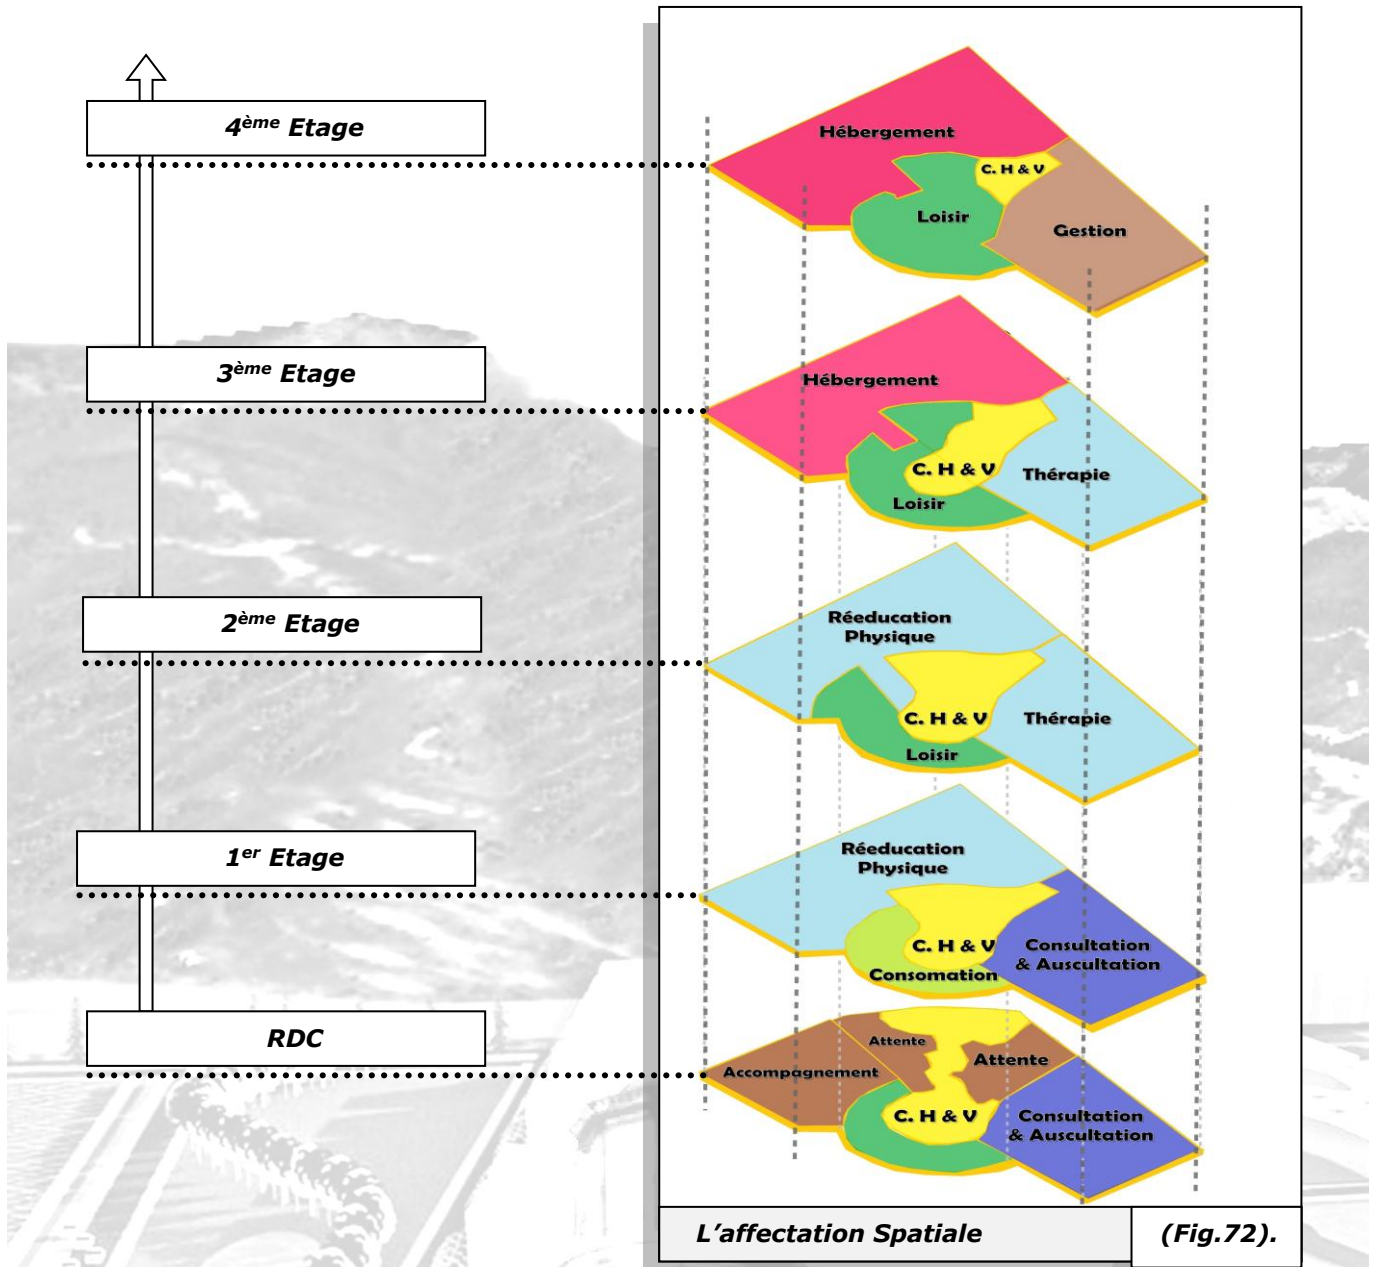 4ème Etage
Hébergement
C. H & V
Loisir
Gestion
3ème Etage
Hébergement
C. H & V
Thérapie
Loisir
2ème Etage
Réeducation
Physique
C. H & V
Thérapie
Loisir
1er Etage
Réeducation
Physique
C. H & V
Consultation
& Auscultation
Consomation
RDC
Attente
Attente
Accompagnement
C. H & V
Consultation
& Auscultation
L’affectation Spatiale
(Fig.72).